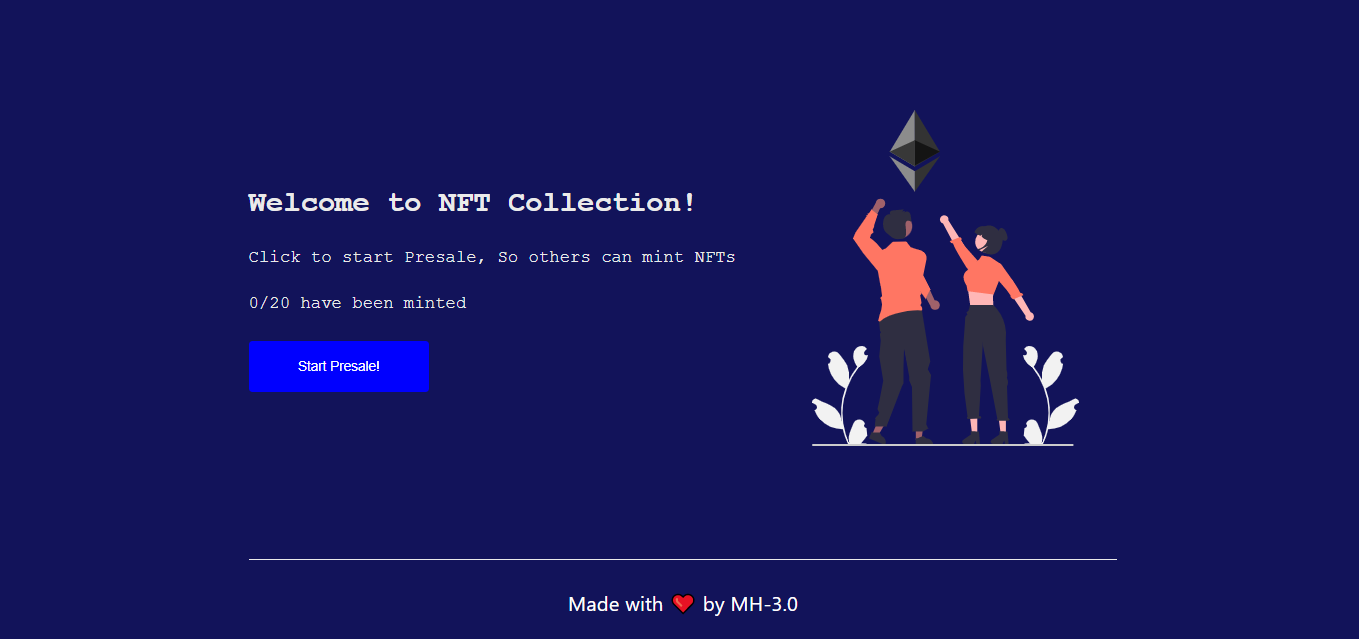 Welcome to NFT Collection!
Click to start Presale, So others can mint NFTs
0/20 have been minted
Start Presale!
Made with ❤️ by MH-3.0